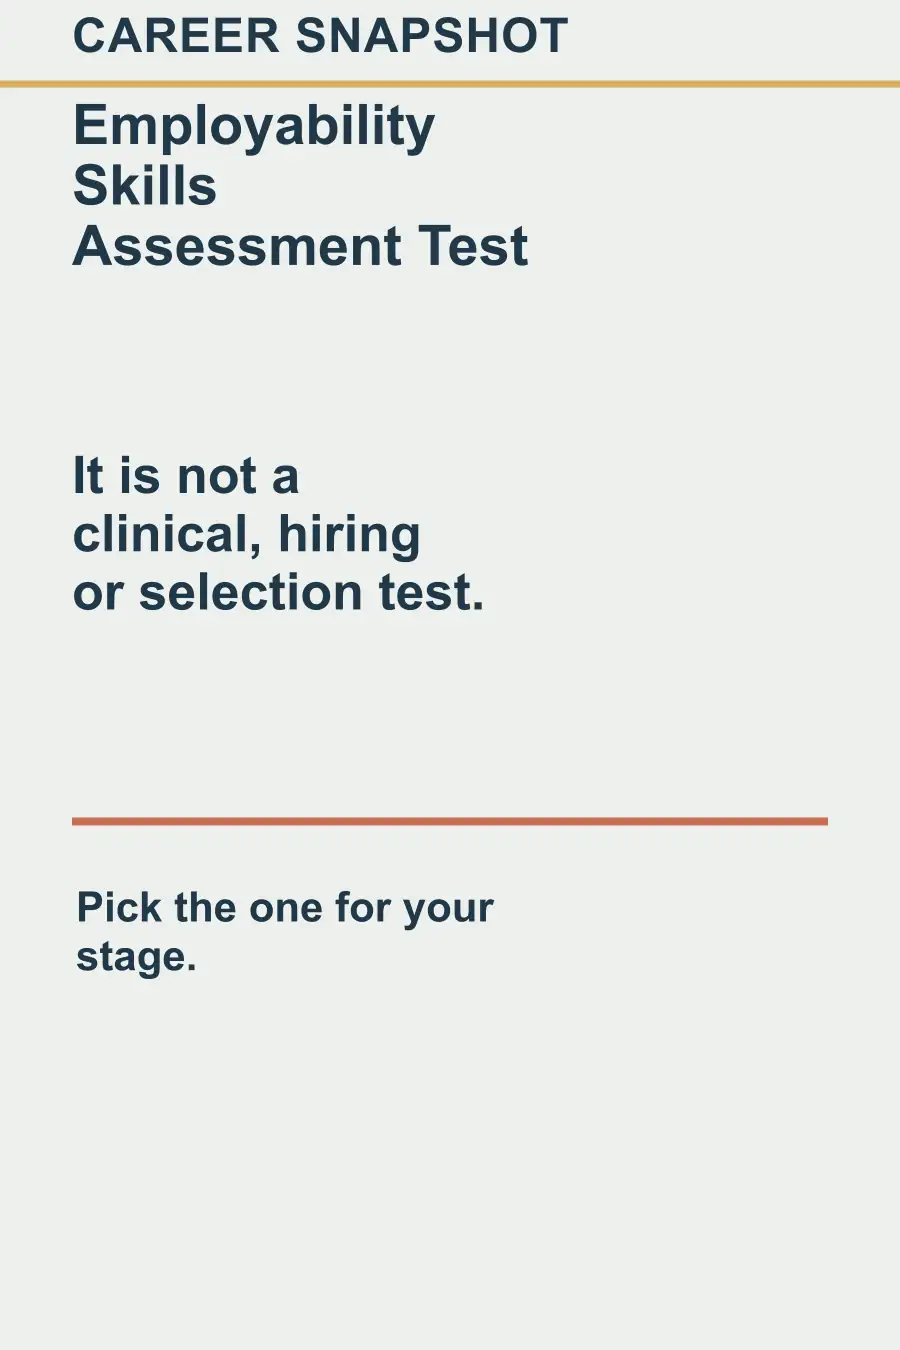 CAREER SNAPSHOT
Employability
Skills
Assessment Test
It is not a
clinical, hiring
or selection test.
Pick the one for your
stage.